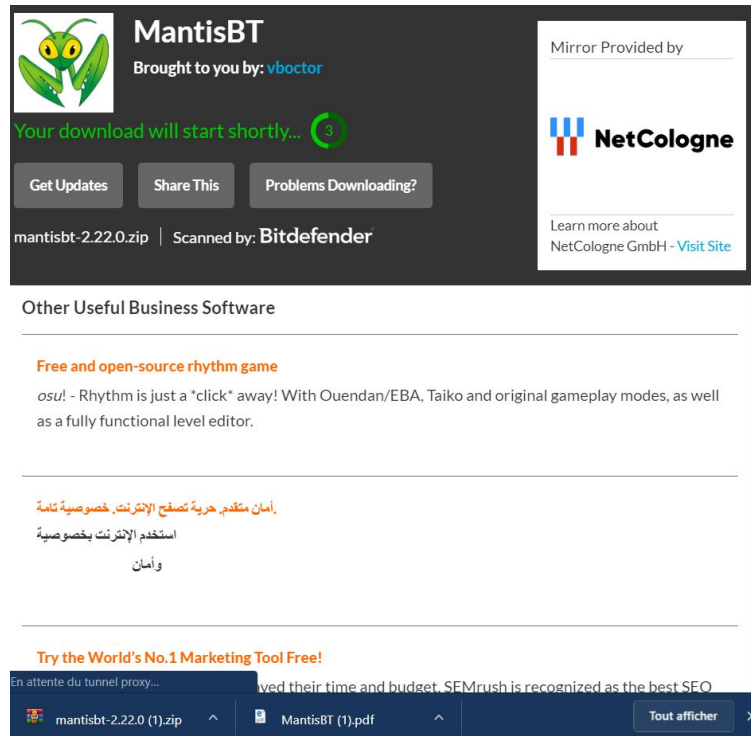 MantisBT
Brought to you by: vboctor
Your download will start shortly... 3
Get Updates
Share This
Problems Downloading?
mantisbt-2.22.0.zip | Scanned by: Bitdefender
Mirror Provided by
NetCologne
Learn more about
NetCologne GmbH - Visit Site
Other Useful Business Software
Free and open-source rhythm game
osu! - Rhythm is just a *click* away! With Ouendan/EBA, Taiko and original gameplay modes, as well
as a fully functional level editor.
أمان متقدم. حرية تصفح الإنترنت. خصوصية تامة.
استخدم الإنترنت بخصوصية
وأمان
Try the World's No.1 Marketing Tool Free!
their time and budget. SEMrush is recognized as the best SEO
En attente du tunnel proxy...
mantisbt-2.22.0 (1).zip
MantisBT (1).pdf
Tout afficher